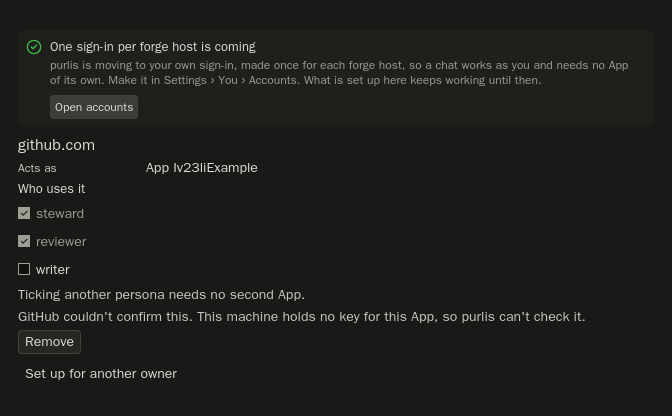 One sign-in per forge host is coming
purlis is moving to your own sign-in, made once for each forge host, so a chat works as you and needs no App
of its own. Make it in Settings › You › Accounts. What is set up here keeps working until then.
Open accounts
github.com
Acts as App Iv23liExample
Who uses it
steward
reviewer
writer
Ticking another persona needs no second App.
GitHub couldn't confirm this. This machine holds no key for this App, so purlis can't check it.
Remove
Set up for another owner